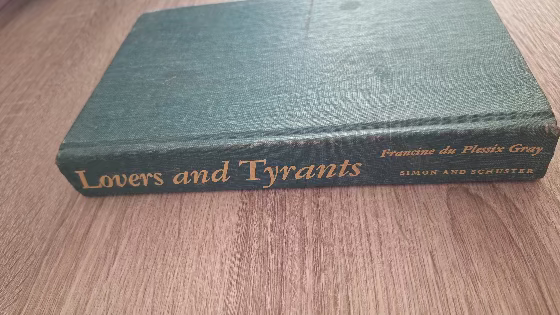 Lovers and Tyrants
Francine du Plessix Gray
SIMON AND SCHUSTER